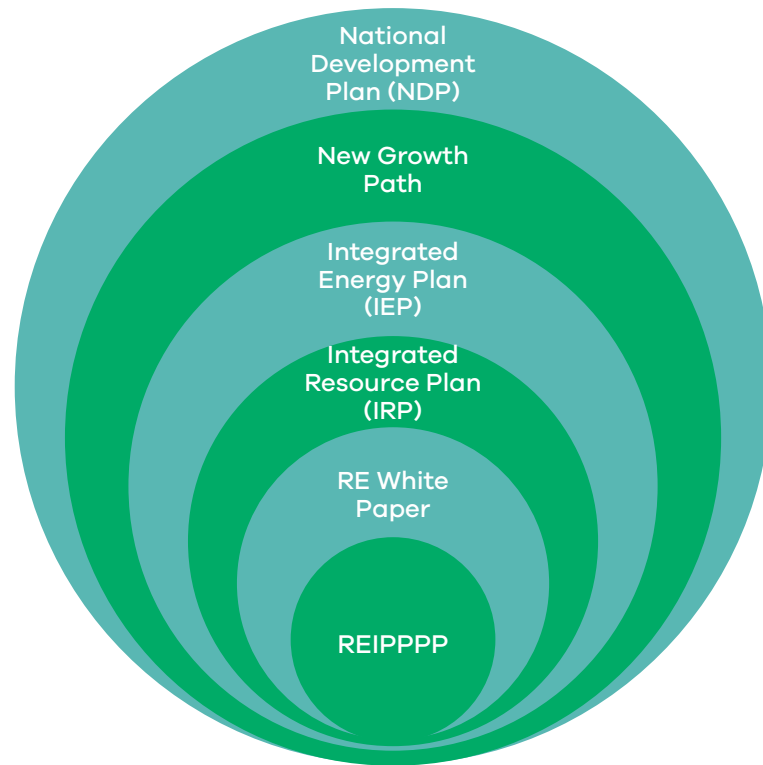 National
Development
Plan (NDP)
New Growth
Path
Integrated
Energy Plan
(IEP)
Integrated
Resource Plan
(IRP)
RE White
Paper
REIPPPP